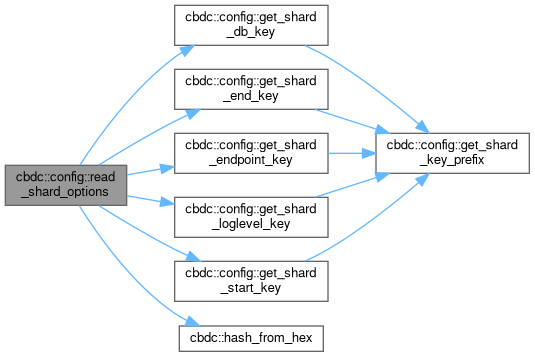 cbdc::config::get_shard
_db_key
cbdc::config::get_shard
_end_key
cbdc::config::get_shard
_endpoint_key
cbdc::config::get_shard
_key_prefix
cbdc::config::read
_shard_options
cbdc::config::get_shard
_loglevel_key
cbdc::config::get_shard
_start_key
cbdc::hash_from_hex